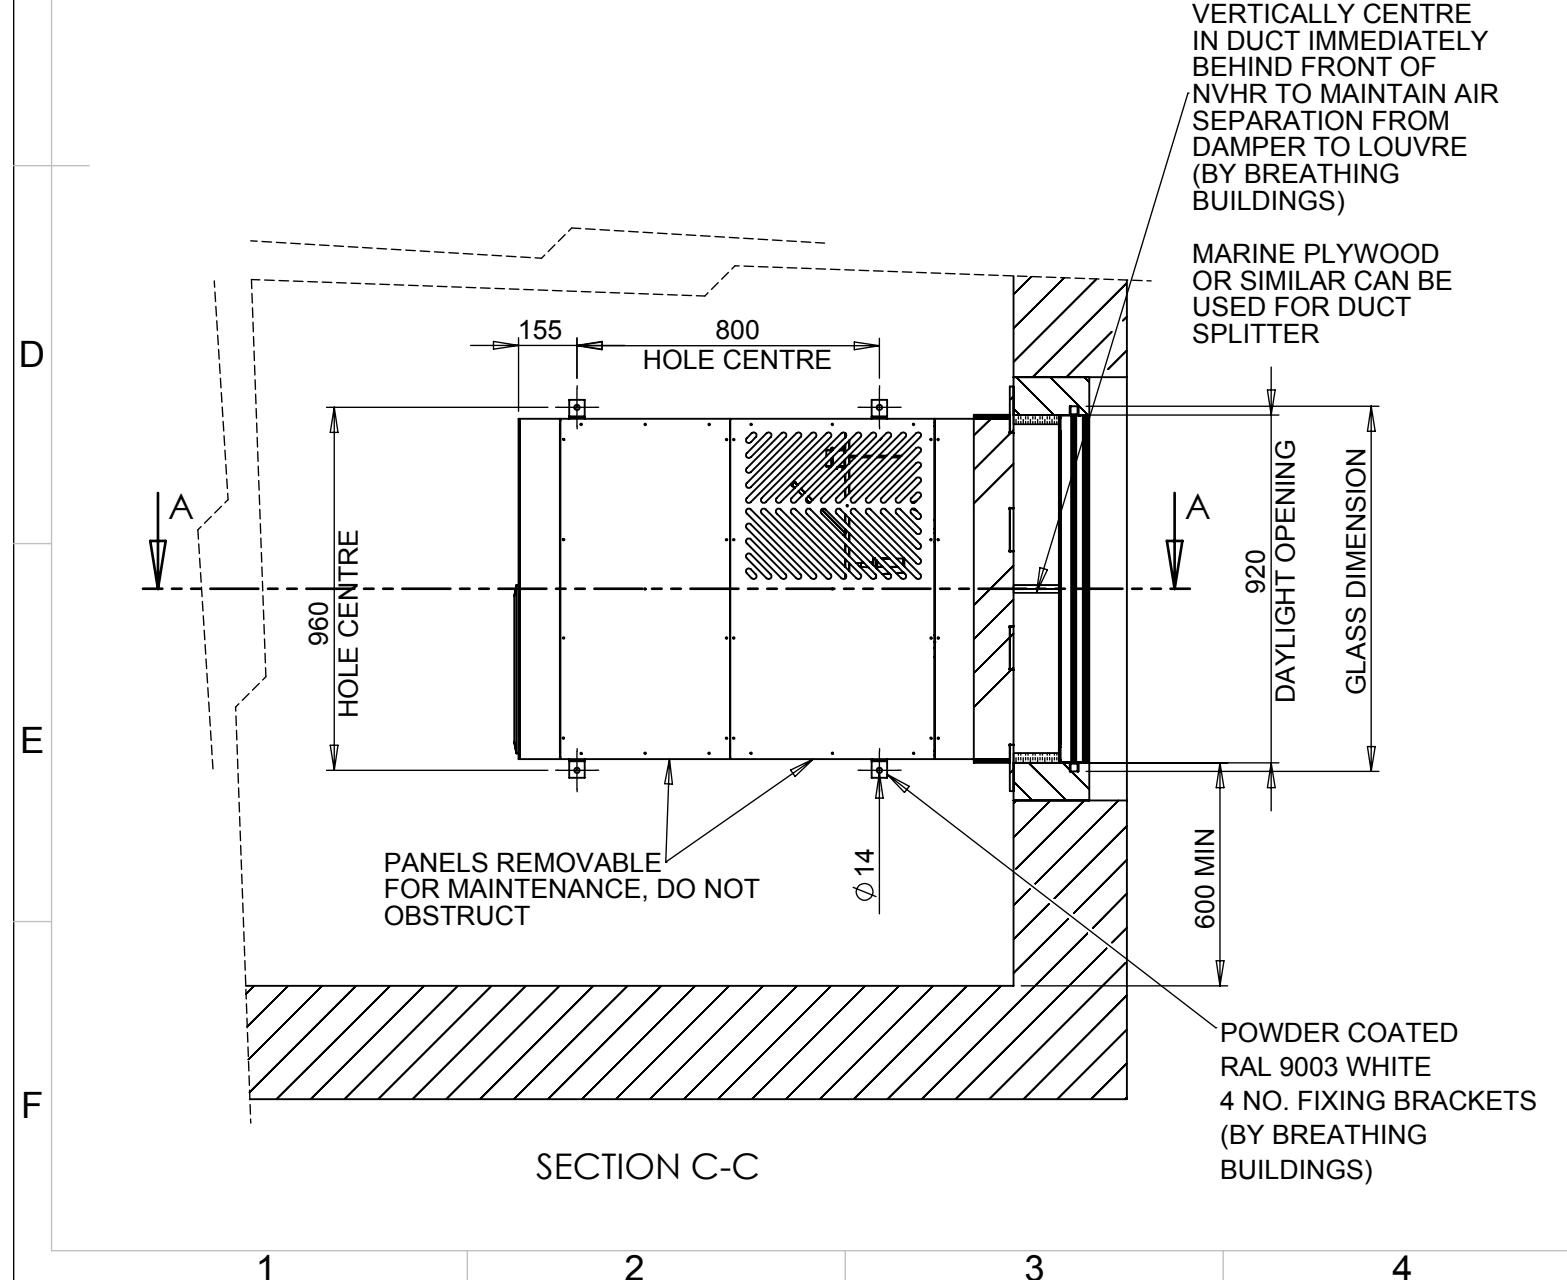 VERTICALLY CENTRE
IN DUCT IMMEDIATELY
BEHIND FRONT OF
NVHR TO MAINTAIN AIR
SEPARATION FROM
DAMPER TO LOUVRE
(BY BREATHING
BUILDINGS)
MARINE PLYWOOD
OR SIMILAR CAN BE
USED FOR DUCT
SPLITTER
D
155
800
HOLE CENTRE
A
A
960
HOLE CENTRE
920
DAYLIGHT OPENING
GLASS DIMENSION
E
PANELS REMOVABLE
FOR MAINTENANCE, DO NOT
OBSTRUCT
∅14
600 MIN
POWDER COATED
RAL 9003 WHITE
4 NO. FIXING BRACKETS
(BY BREATHING
BUILDINGS)
F
SECTION C-C
1
2
3
4